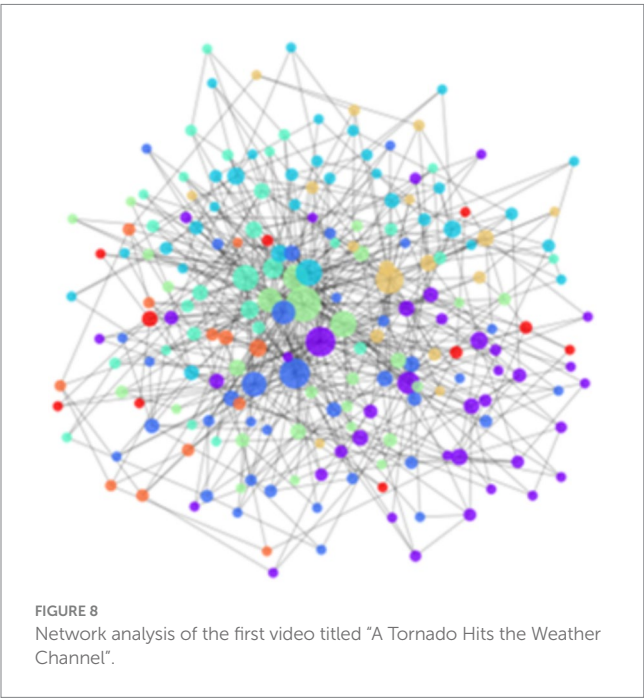 FIGURE 8
Network analysis of the first video titled “A Tornado Hits the Weather
Channel”.